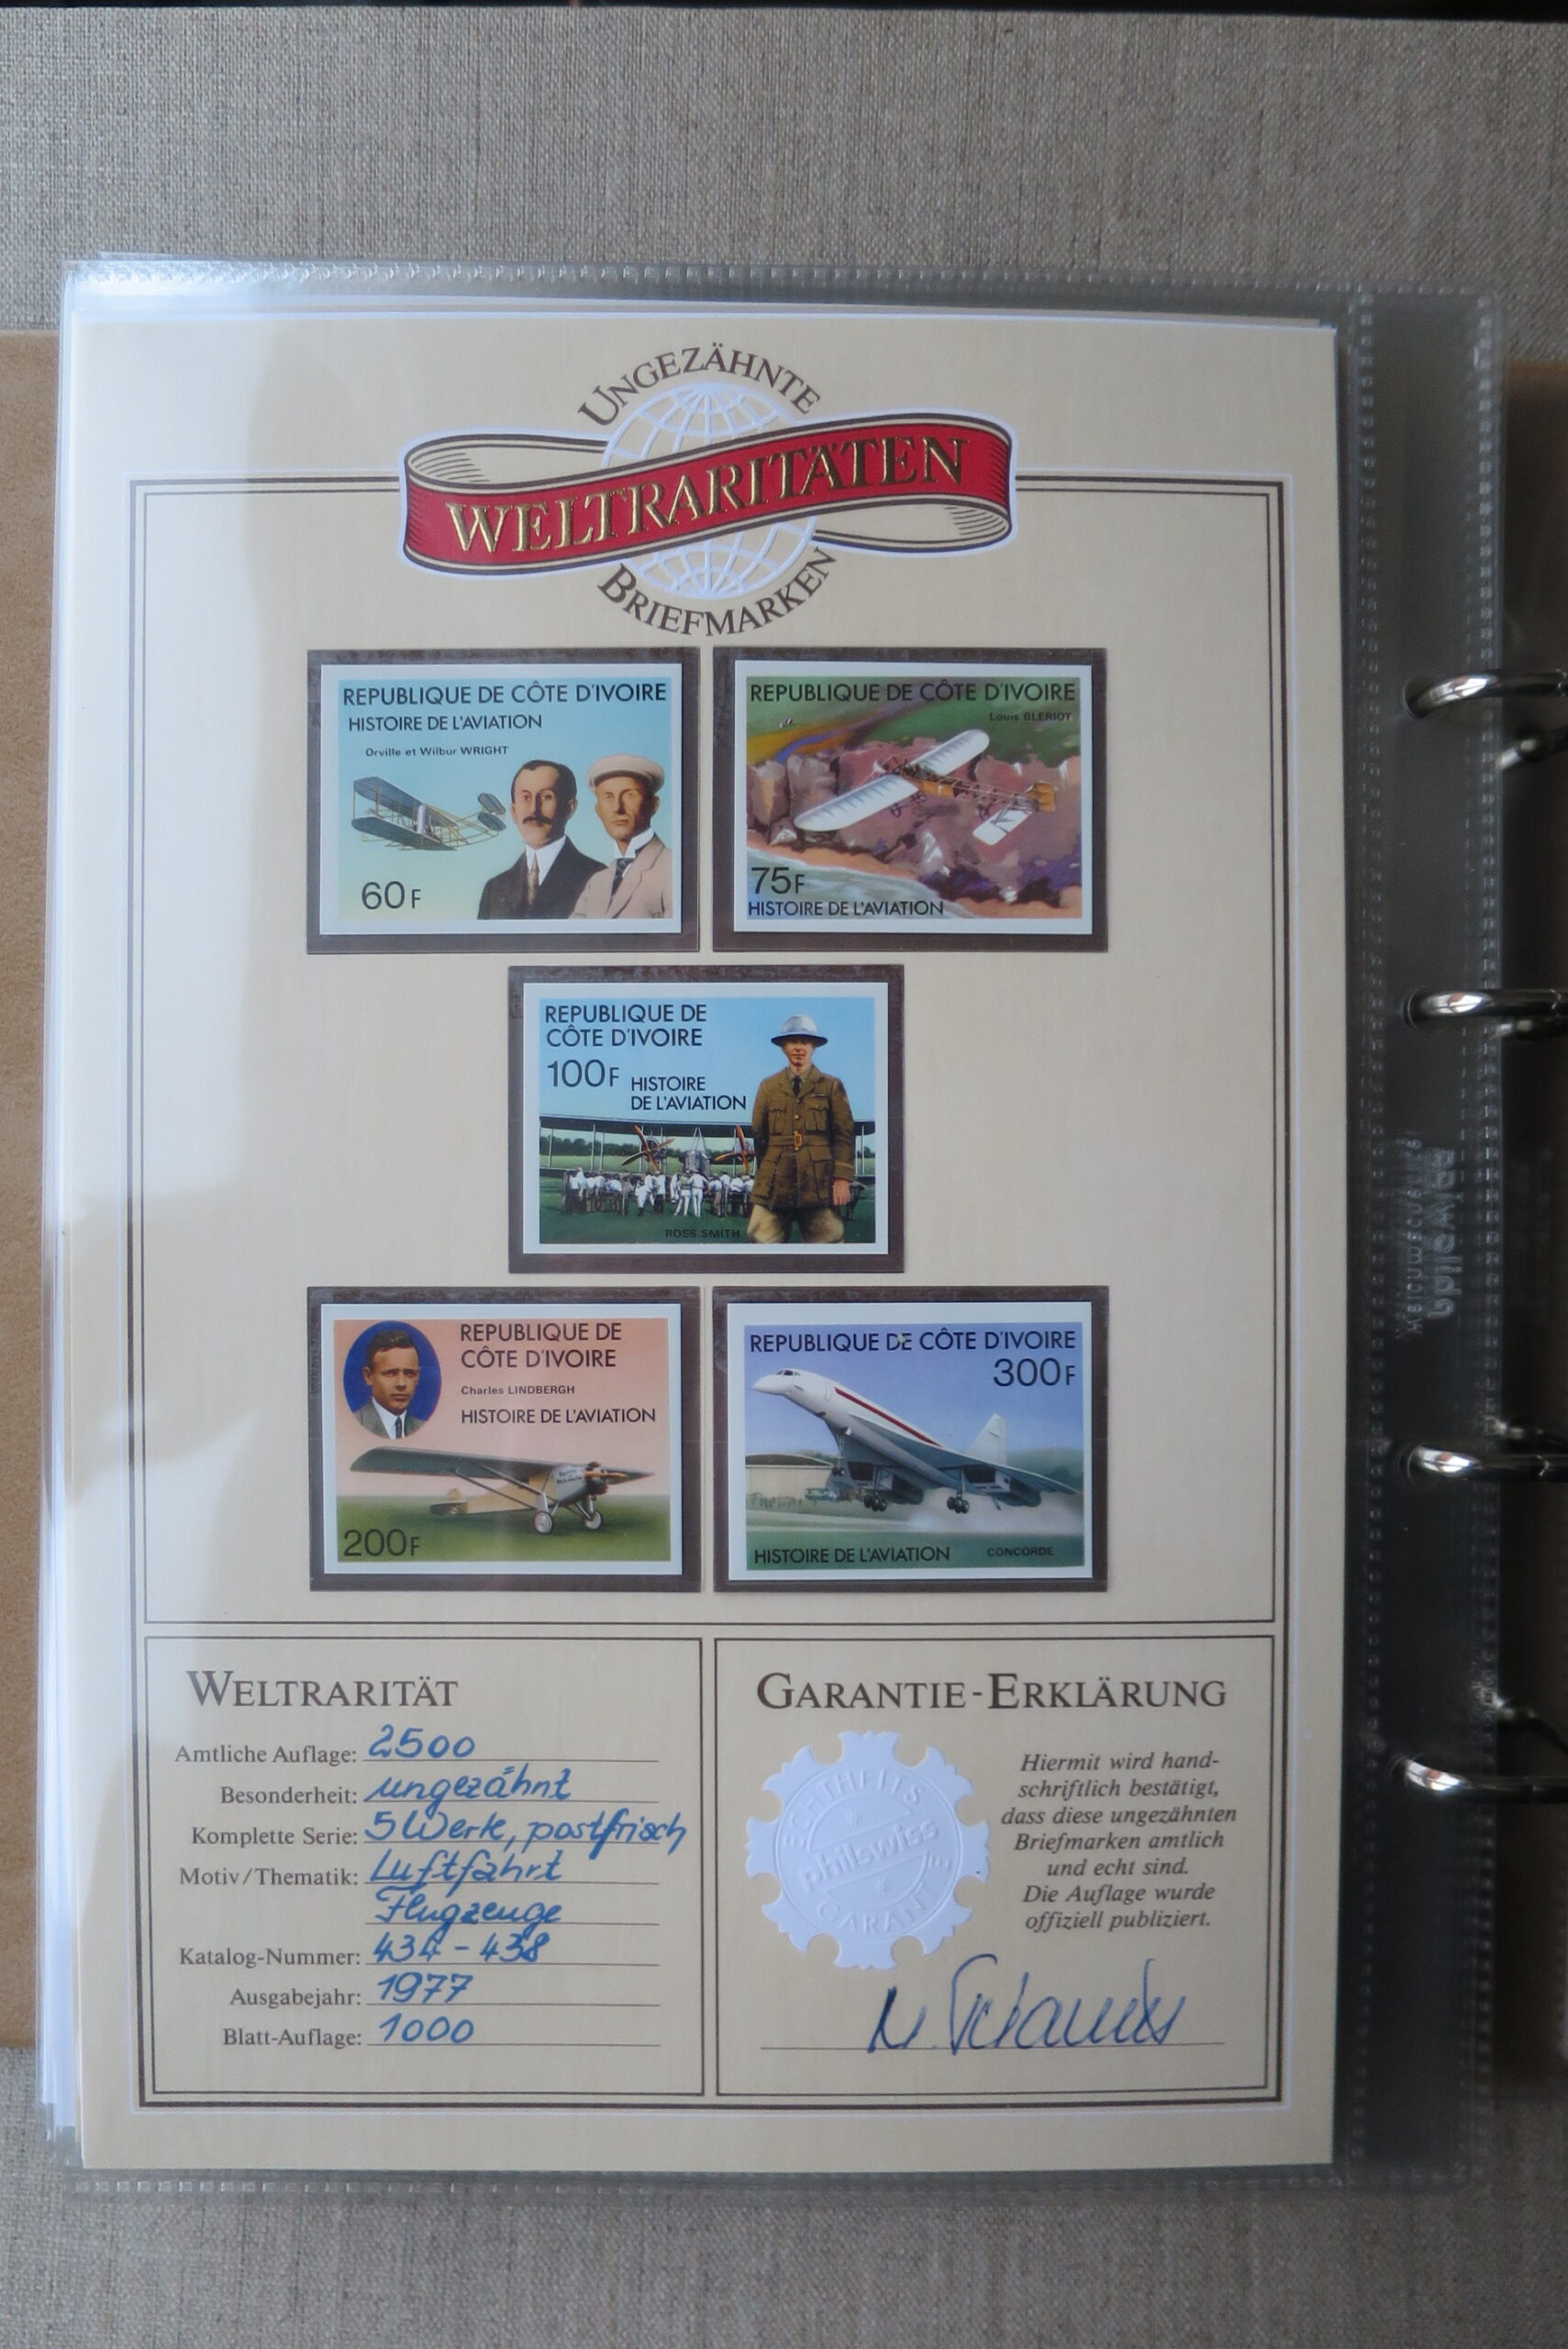 UNGEZÄHNTE
WELTRARITÄTEN
BRIEFMARKEN
REPUBLIQUE DE CÔTE D'IVOIRE
HISTOIRE DE L'AVIATION
Orville et Wilbur WRIGHT
60F
REPUBLIQUE DE CÔTE D'IVOIRE
Louis BLERIOT
75F
HISTOIRE DE L'AVIATION
REPUBLIQUE DE
CÔTE D'IVOIRE
100F HISTOIRE
DE L'AVIATION
ROSS SMITH
REPUBLIQUE DE
CÔTE D'IVOIRE
Charles LINDBERGH
HISTOIRE DE L'AVIATION
200F
REPUBLIQUE DE CÔTE D'IVOIRE
300F
HISTOIRE DE L'AVIATION CONCORDE
WELTRARITÄT
Amtliche Auflage: 2500
Besonderheit: ungezähnt
Komplette Serie: 5 Werte, postfrisch
Motiv/Thematik: Luftfahrt
Flugzeuge
Katalog-Nummer: 434-438
Ausgabejahr: 1977
Blatt-Auflage: 1000
GARANTIE-ERKLÄRUNG
ECHTHEITS
philswiss
GARANTIE
Hiermit wird hand-
schriftlich bestätigt,
dass diese ungezähnten
Briefmarken amtlich
und echt sind.
Die Auflage wurde
offiziell publiziert.